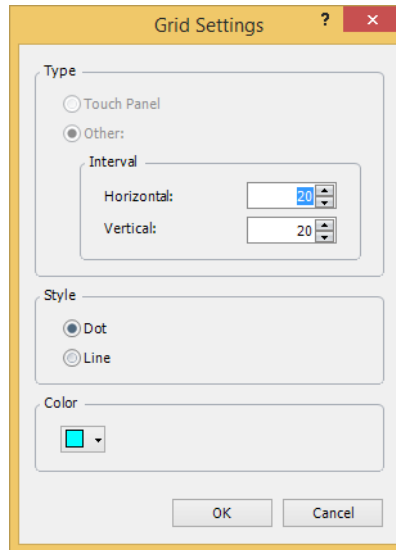 Grid Settings ? ×
Type
Touch Panel
Other:
Interval
Horizontal: 20
Vertical: 20
Style
Dot
Line
Color
OK Cancel